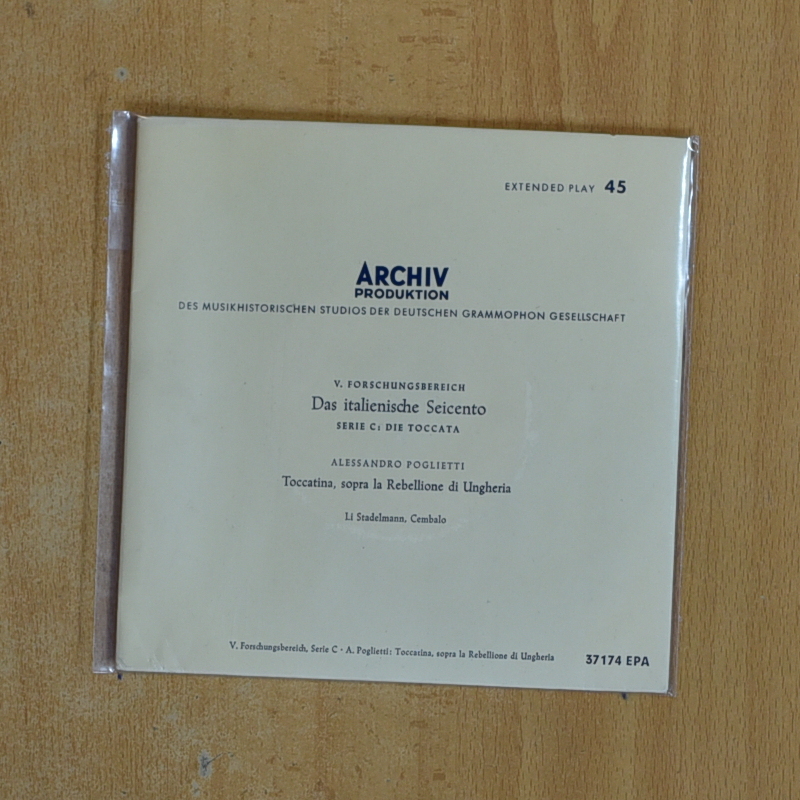 EXTENDED PLAY 45
ARCHIV
PRODUKTION
DES MUSIKHISTORISCHEN STUDIOS DER DEUTSCHEN GRAMMOPHON GESELLSCHAFT
V. FORSCHUNGSBEREICH
Das italienische Seicento
SERIE C: DIE TOCCATA
ALESSANDRO POGLIETTI
Toccatina, sopra la Rebellione di Ungheria
Li Stadelmann, Cembalo
V. Forschungsbereich, Serie C · A. Poglietti: Toccatina, sopra la Rebellione di Ungheria 37174 EPA